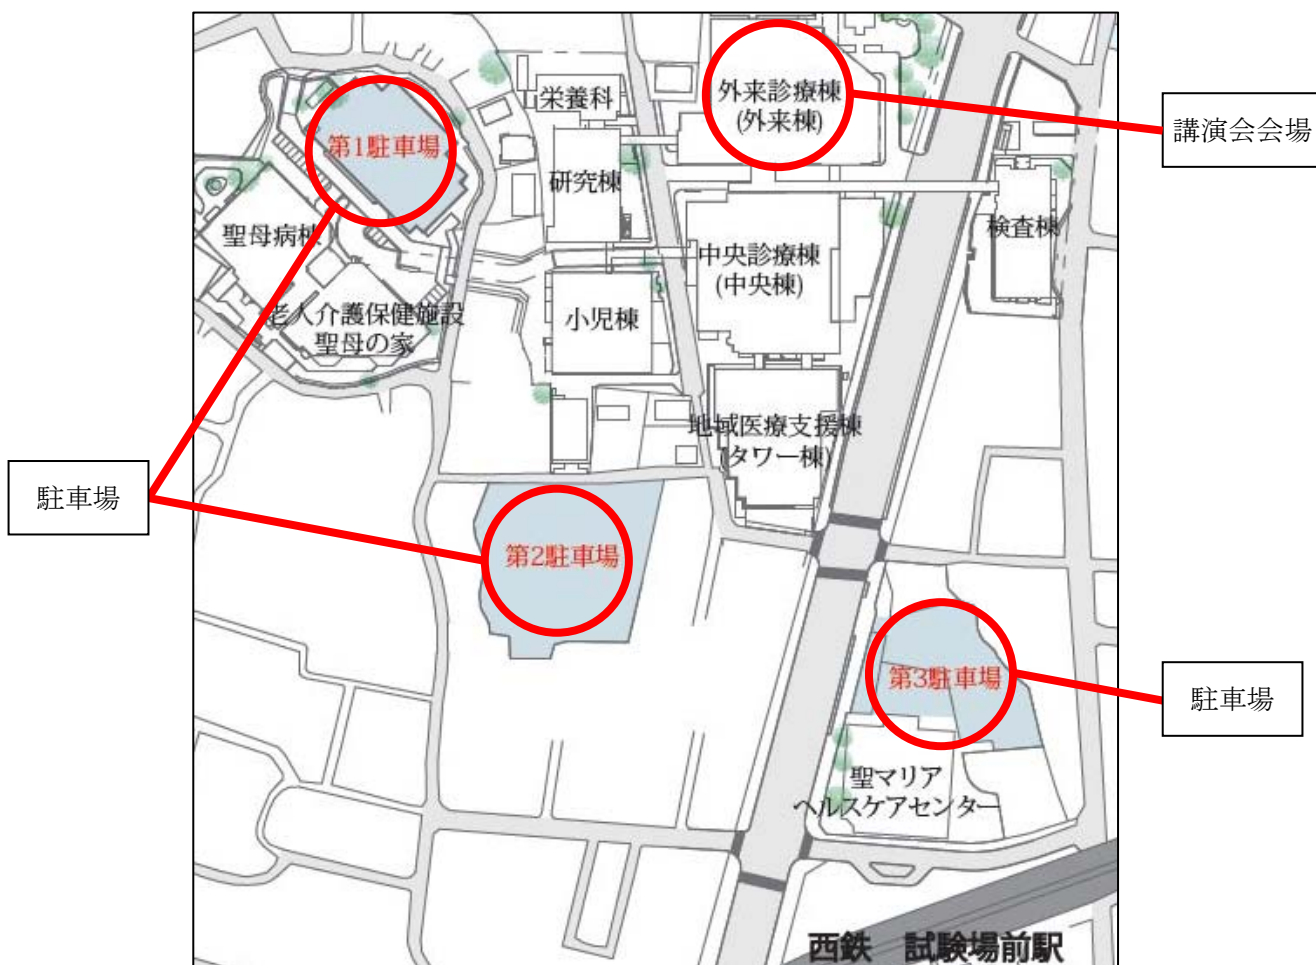 外来診療棟
(外来棟)
講演会会場
栄養科
第1駐車場
研究棟
聖母病棟
検査棟
中央診療棟
(中央棟)
老人介護保健施設
聖母の家
小児棟
地域医療支援棟
(タワー棟)
駐車場
第2駐車場
第3駐車場
駐車場
聖マリア
ヘルスケアセンター
西鉄 試験場前駅